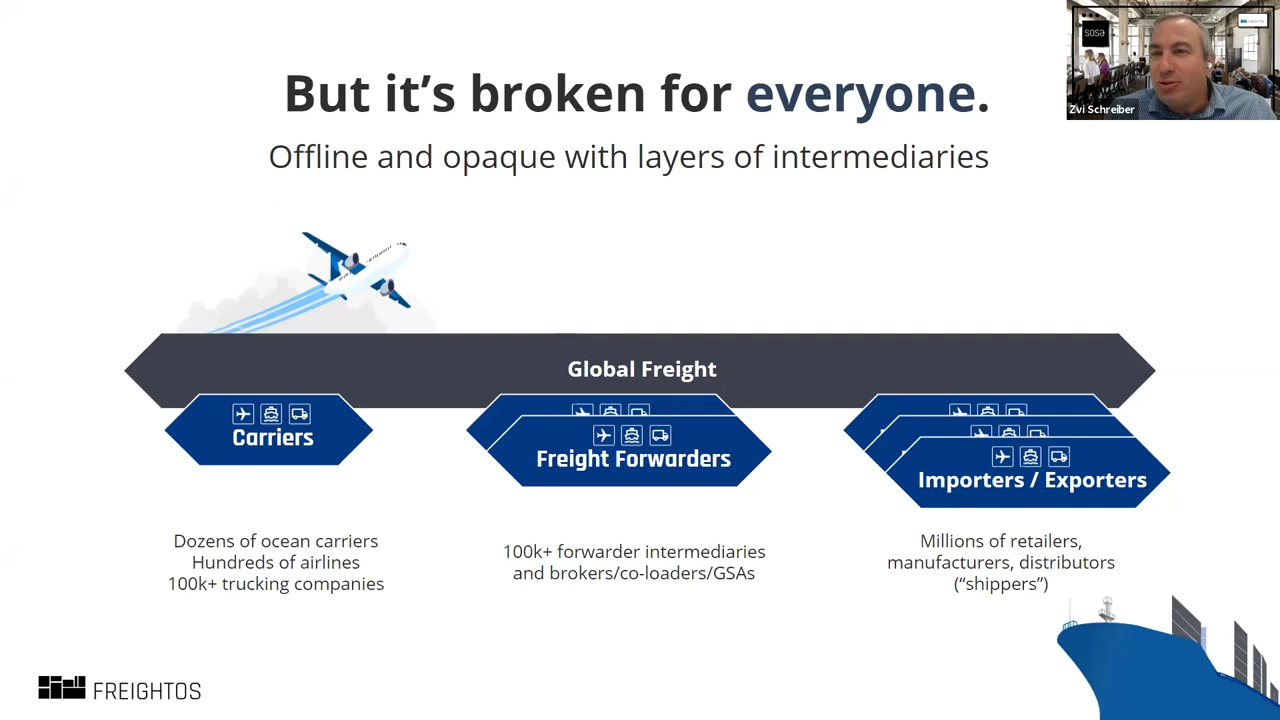 But it’s broken for everyone.
Offline and opaque with layers of intermediaries
sosa
FREIGHTOS
Zvi Schreiber
Global Freight
Carriers
Freight Forwarders
Importers / Exporters
Dozens of ocean carriers
Hundreds of airlines
100k+ trucking companies
100k+ forwarder intermediaries
and brokers/co-loaders/GSAs
Millions of retailers,
manufacturers, distributors
(“shippers”)
FREIGHTOS